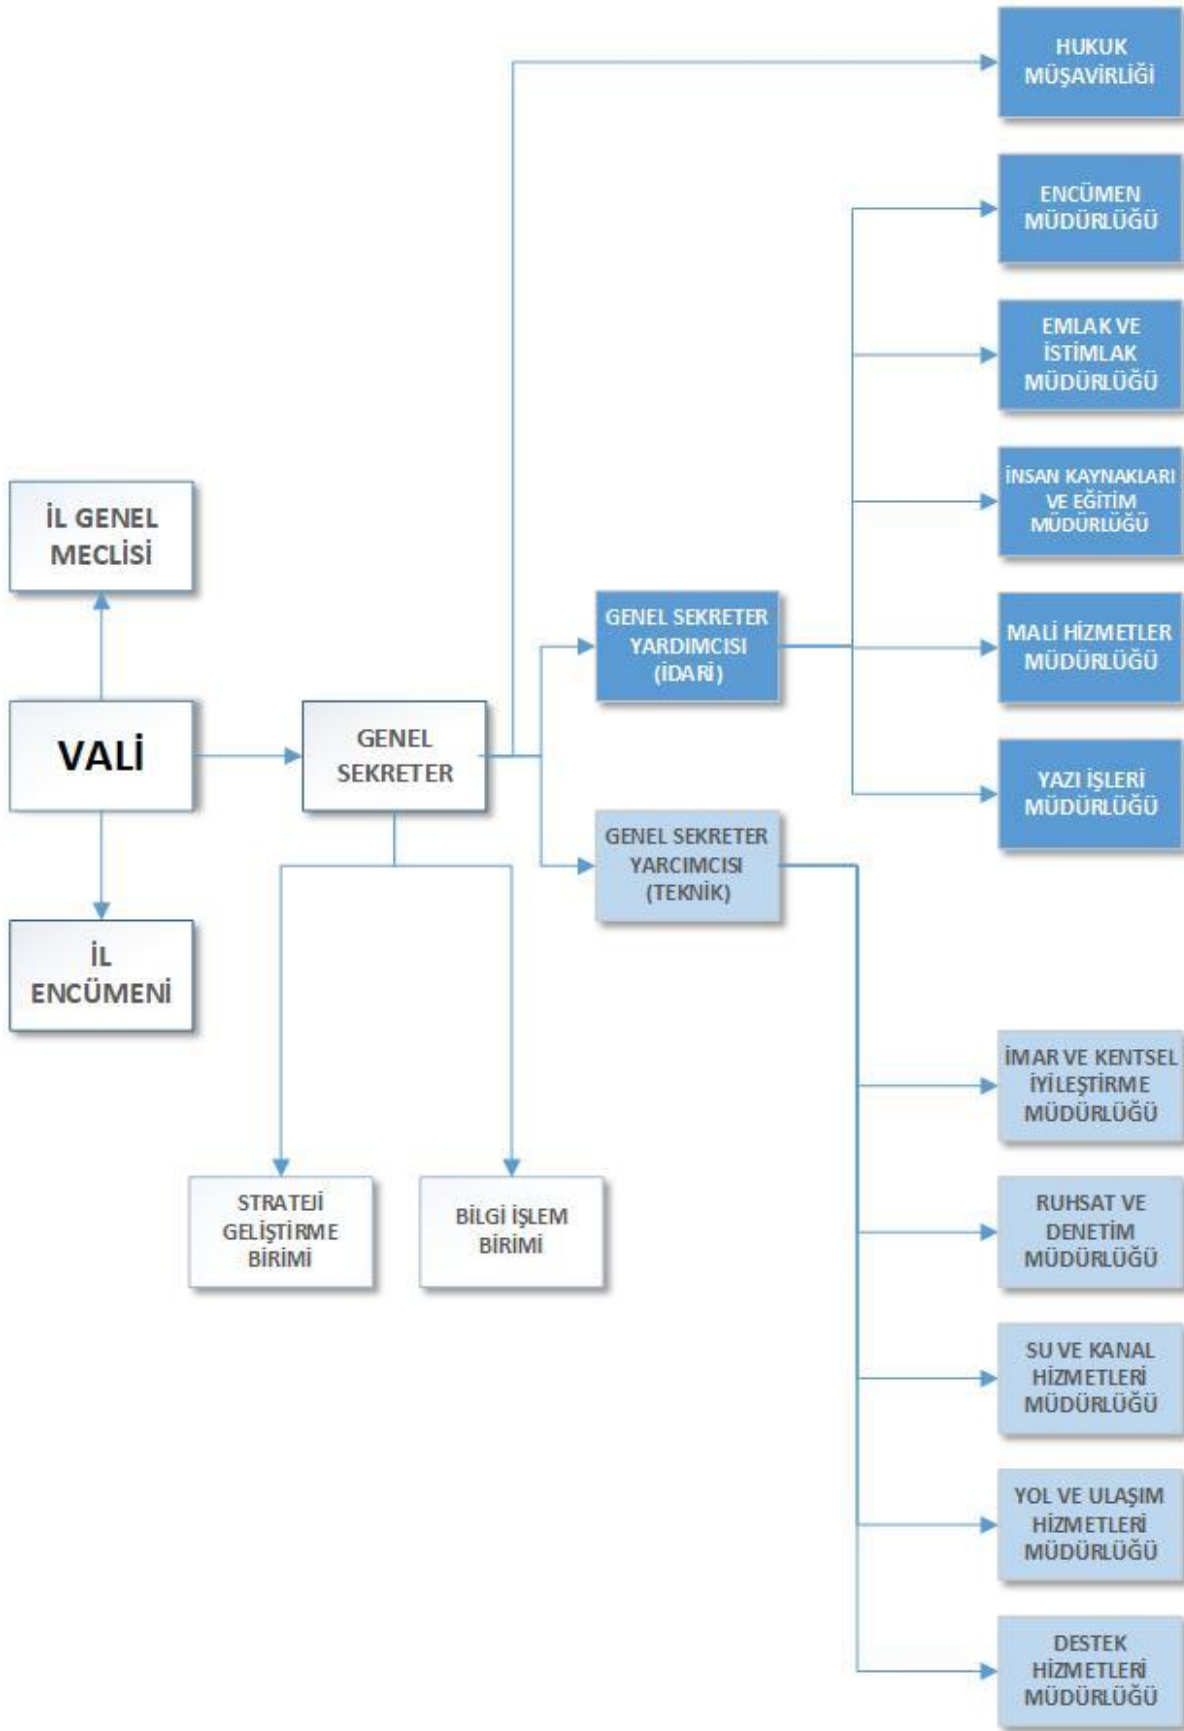 HUKUK
MÜŞAVİRLİĞİ
ENCÜMEN
MÜDÜRLÜĞÜ
EMLAK VE
İSTİMLAK
MÜDÜRLÜĞÜ
İNSAN KAYNAKLARI
VE EĞİTİM
MÜDÜRLÜĞÜ
İL GENEL
MECLİSİ
GENEL SEKRETER
YARDIMCISI
(İDARİ)
MALİ HİZMETLER
MÜDÜRLÜĞÜ
VALİ
GENEL
SEKRETER
YAZI İŞLERİ
MÜDÜRLÜĞÜ
GENEL SEKRETER
YARCIMCISI
(TEKNİK)
İL
ENCÜMENİ
İMAR VE KENTSEL
İYİLEŞTİRME
MÜDÜRLÜĞÜ
STRATEJİ
GELİŞTİRME
BİRİMİ
BİLGİ İŞLEM
BİRİMİ
RUHSAT VE
DENETİM
MÜDÜRLÜĞÜ
SU VE KANAL
HİZMETLERİ
MÜDÜRLÜĞÜ
YOL VE ULAŞIM
HİZMETLERİ
MÜDÜRLÜĞÜ
DESTEK
HİZMETLERİ
MÜDÜRLÜĞÜ